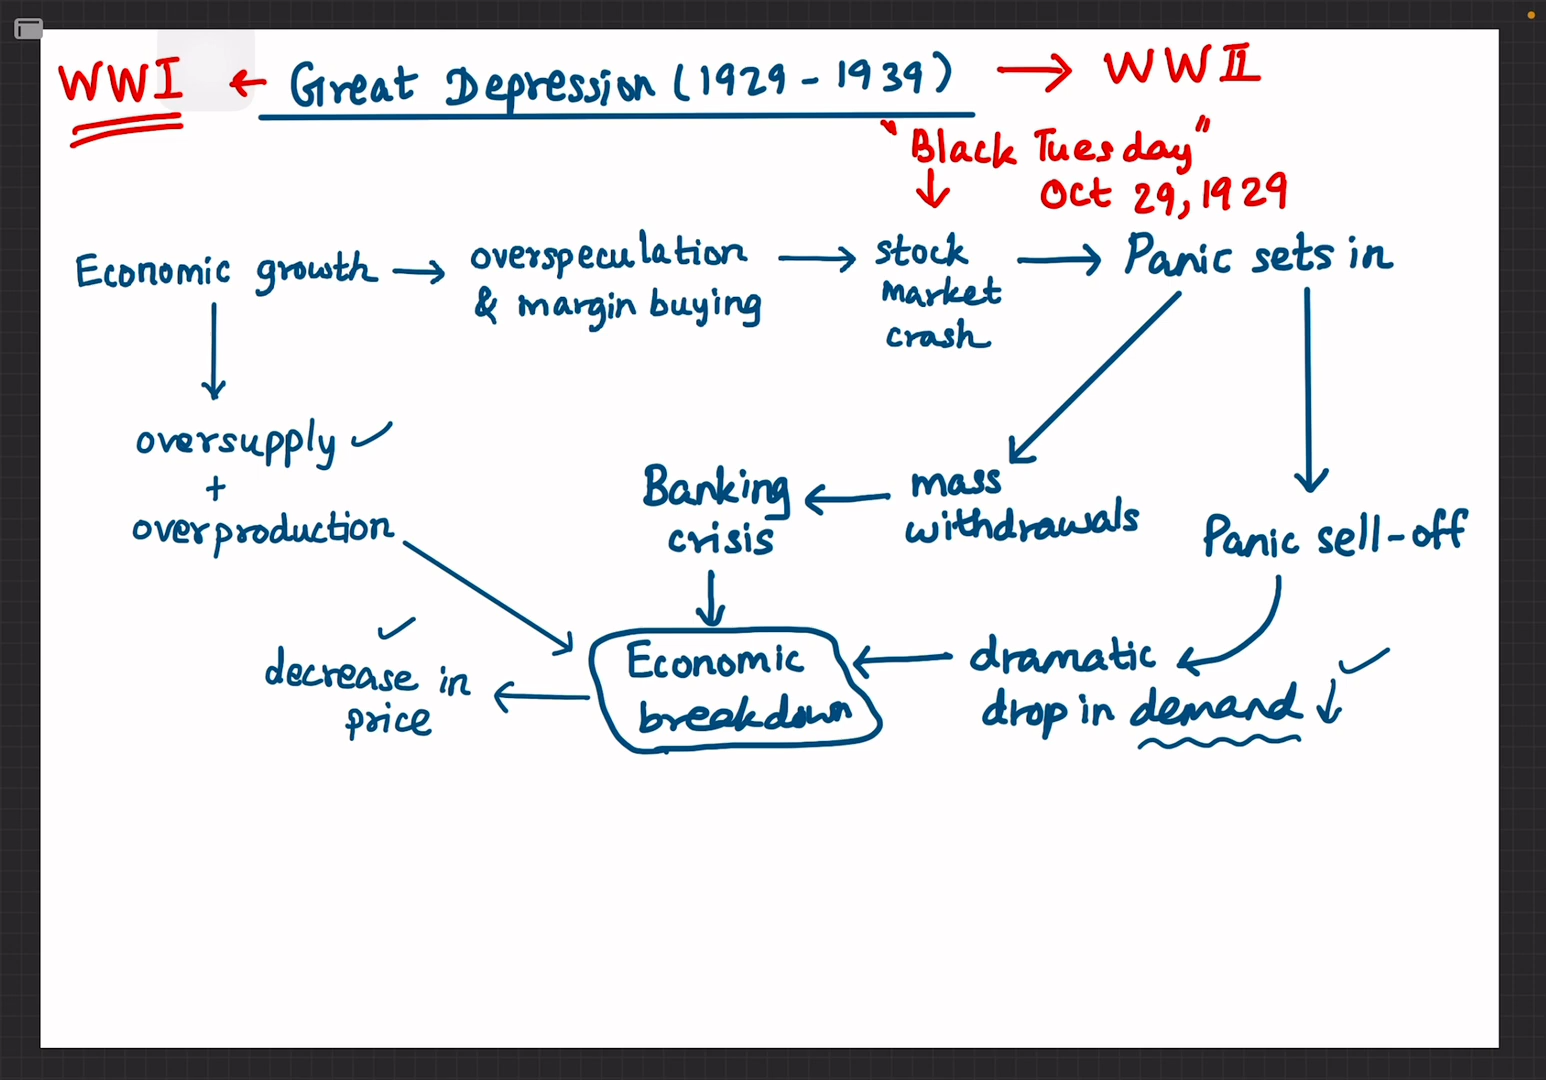 WWI ← Great Depression (1929 - 1939) → WWII
"Black Tuesday"
↓ Oct 29, 1929
Economic growth → overspeculation → stock → Panic sets in
& margin buying market
crash
oversupply ✓
+
overproduction
Banking ← mass
crisis withdrawals
Panic sell-off
✓
decrease in ← Economic ← dramatic ✓
price breakdown drop in demand ↓